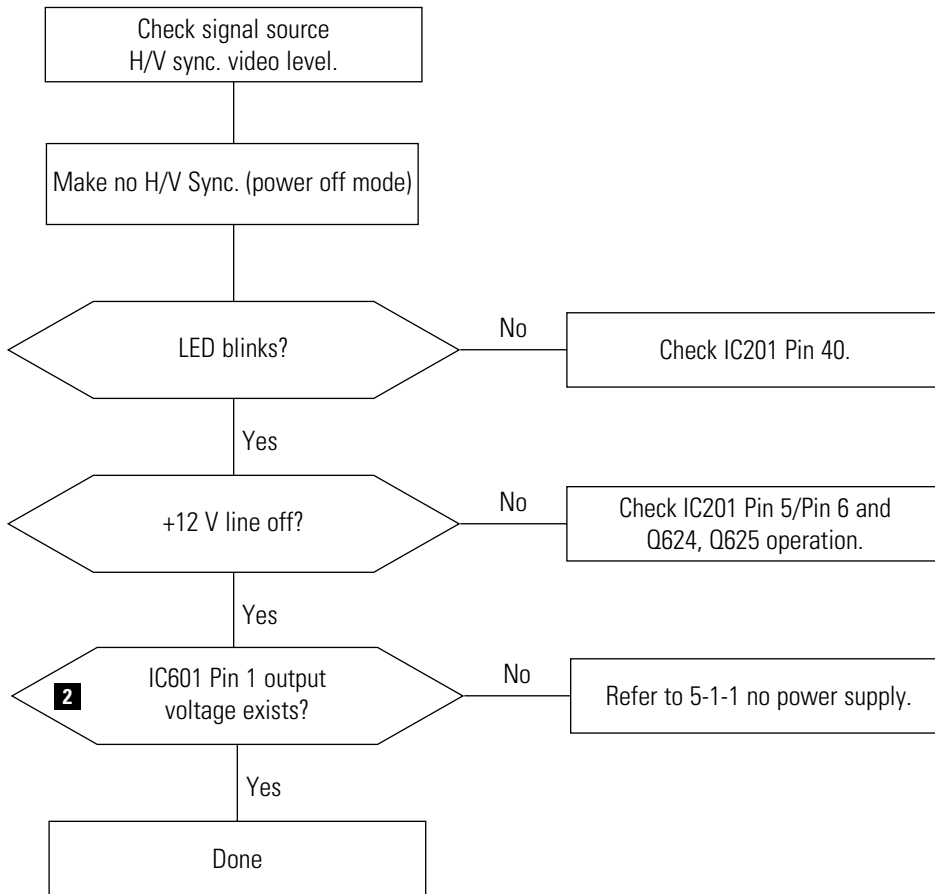 Check signal source
H/V sync. video level.
Make no H/V Sync. (power off mode)
LED blinks?
No
Check IC201 Pin 40.
Yes
+12 V line off?
No
Check IC201 Pin 5/Pin 6 and
Q624, Q625 operation.
Yes
2
IC601 Pin 1 output
voltage exists?
No
Refer to 5-1-1 no power supply.
Yes
Done